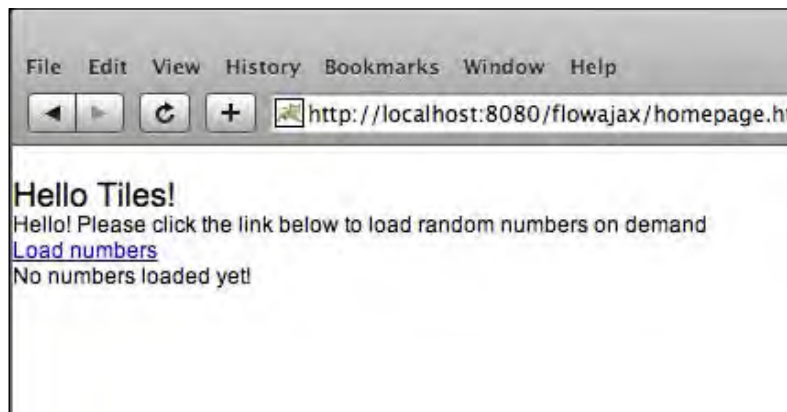 File Edit View History Bookmarks Window Help
http://localhost:8080/flowajax/homepage.h
Hello Tiles!
Hello! Please click the link below to load random numbers on demand
Load numbers
No numbers loaded yet!